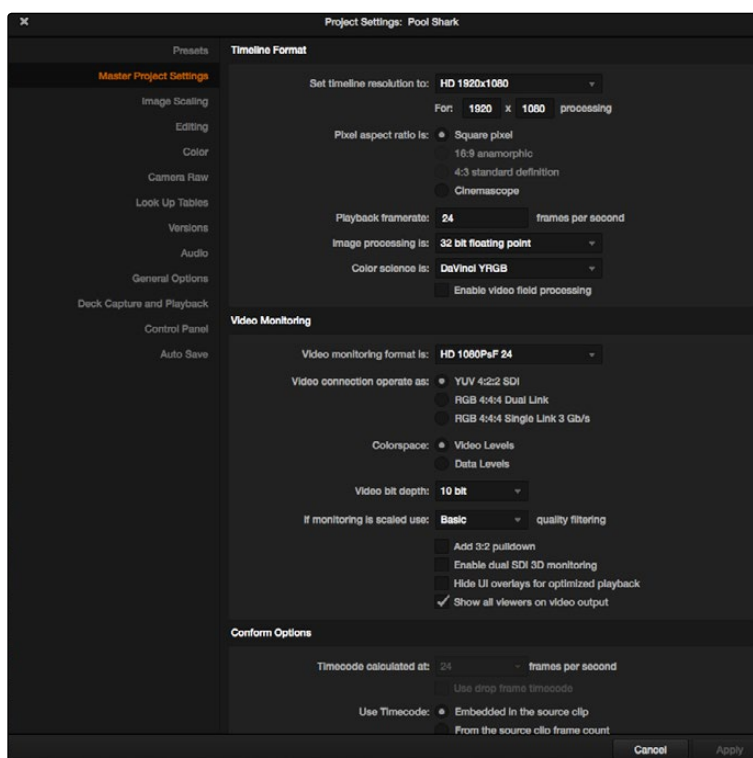 Project Settings: Pool Shark
Presets
Master Project Settings
Image Scaling
Editing
Color
Camera Raw
Look Up Tables
Versions
Audio
General Options
Deck Capture and Playback
Control Panel
Auto Save
Timeline Format
Set timeline resolution to: HD 1920x1080
For: 1920 x 1080 processing
Pixel aspect ratio is: Square pixel
16:9 anamorphic
4:3 standard definition
Cinemascope
Playback framerate: 24 frames per second
Image processing is: 32 bit floating point
Color science is: DaVinci YRGB
Enable video field processing
Video Monitoring
Video monitoring format is: HD 1080PsF 24
Video connection operate as: YUV 4:2:2 SDI
RGB 4:4:4 Dual Link
RGB 4:4:4 Single Link 3 Gb/s
Colorspace: Video Levels
Data Levels
Video bit depth: 10 bit
If monitoring is scaled use: Basic quality filtering
Add 3:2 pulldown
Enable dual SDI 3D monitoring
Hide UI overlays for optimized playback
Show all viewers on video output
Conform Options
Timecode calculated at: 24 frames per second
Use drop frame timecode
Use Timecode: Embedded in the source clip
From the source clip frame count
Cancel Apply